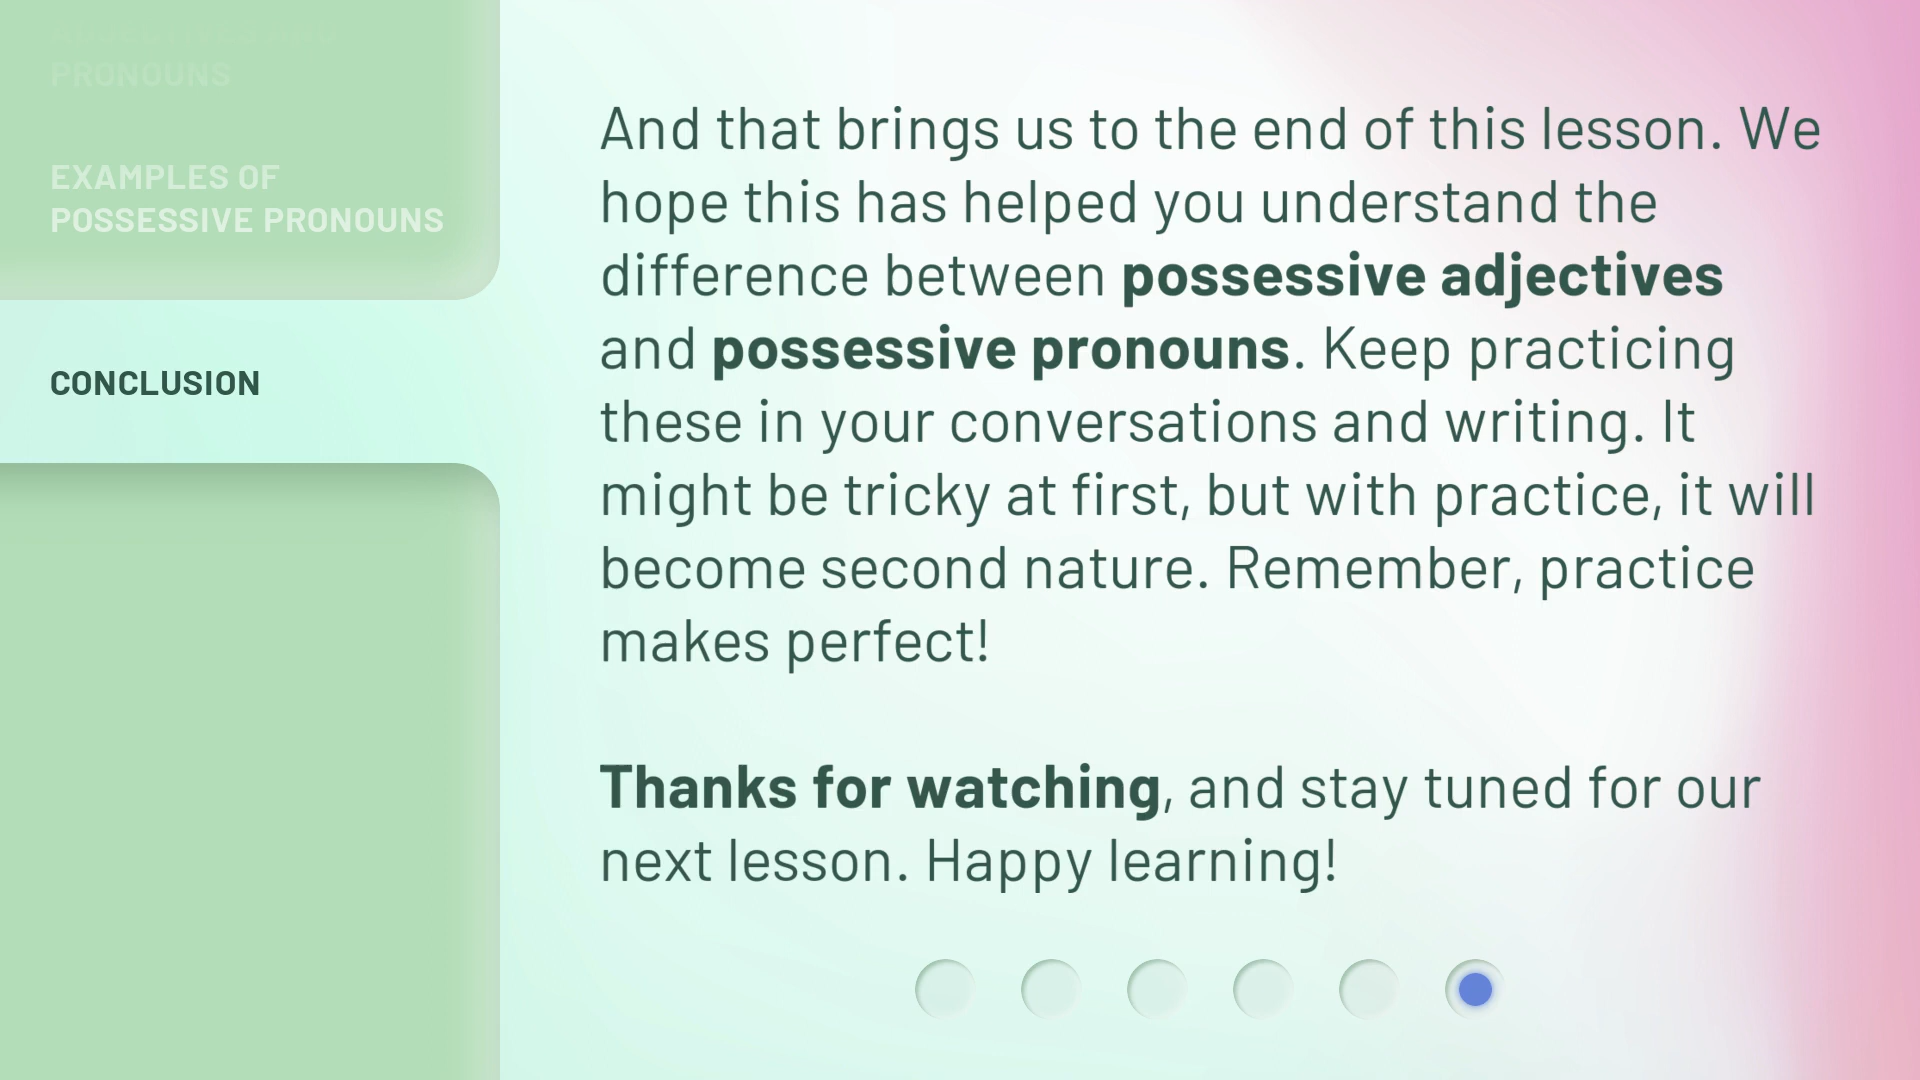 ADJECTIVES AND
PRONOUNS
EXAMPLES OF
POSSESSIVE PRONOUNS
CONCLUSION
And that brings us to the end of this lesson. We
hope this has helped you understand the
difference between possessive adjectives
and possessive pronouns. Keep practicing
these in your conversations and writing. It
might be tricky at first, but with practice, it will
become second nature. Remember, practice
makes perfect!
Thanks for watching, and stay tuned for our
next lesson. Happy learning!